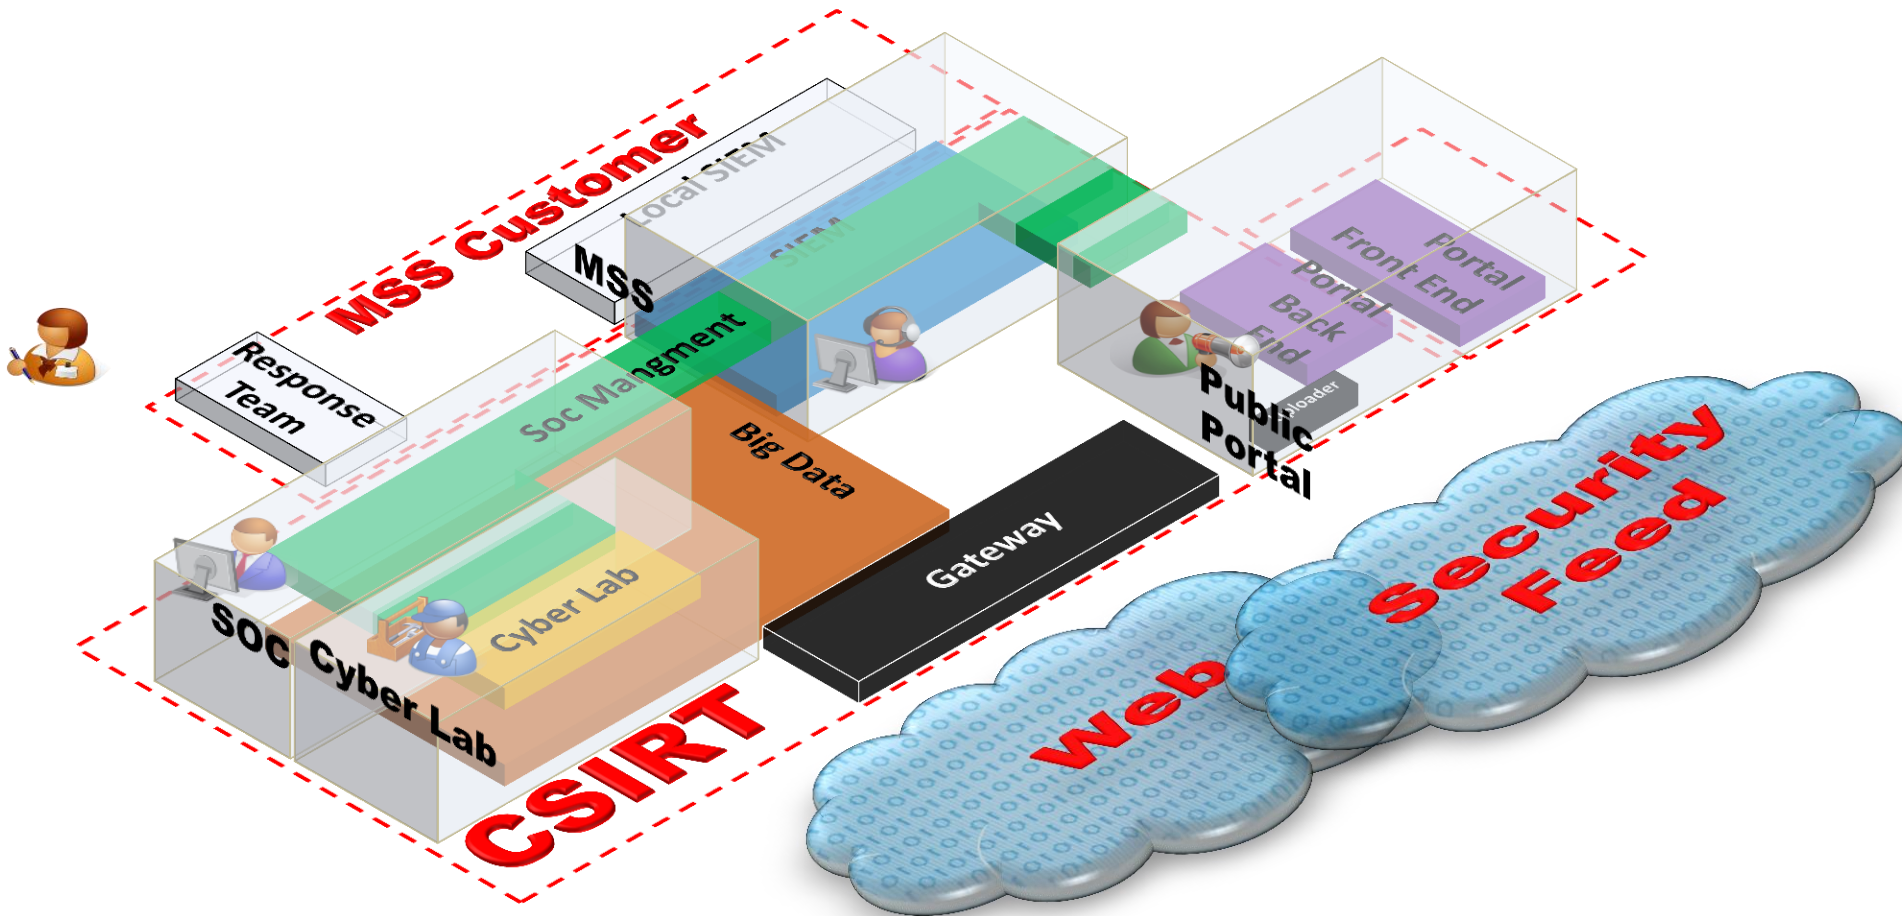 MSS Customer
Local SIEM
MSS
SIEM
Response
Team
Soc Mangment
Big Data
Portal
Front End
Portal
Back
End
Public
Portal
Gateway
SOC
Cyber Lab
Cyber Lab
CSIRT
Web
Security
Feed